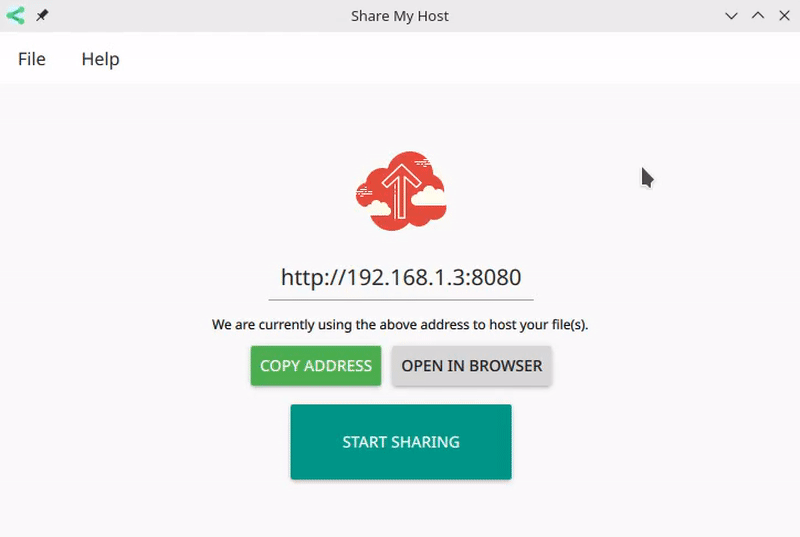 Share My Host
File Help
http://192.168.1.3:8080
We are currently using the above address to host your file(s).
COPY ADDRESS OPEN IN BROWSER
START SHARING